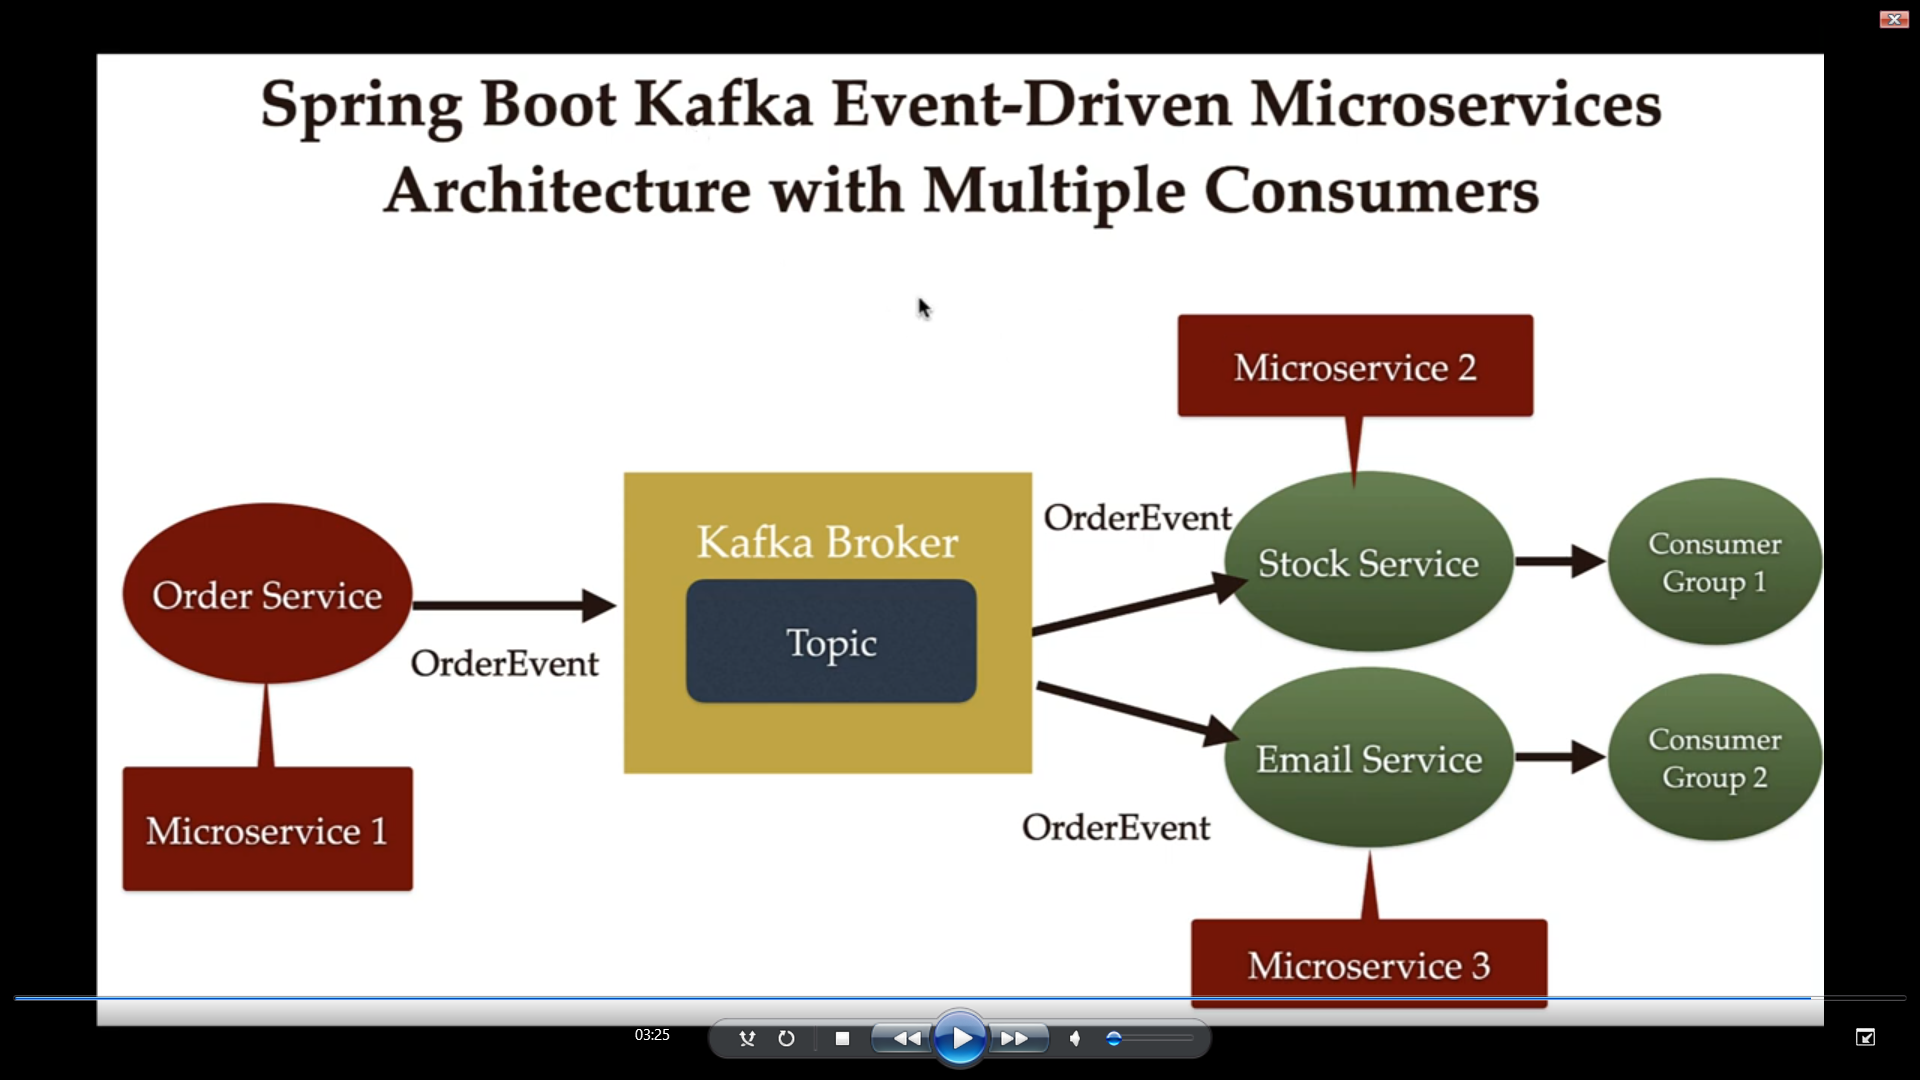 Spring Boot Kafka Event-Driven Microservices
Architecture with Multiple Consumers
Microservice 2
OrderEvent
Kafka Broker
Stock Service
Consumer
Group 1
Order Service
Topic
OrderEvent
Email Service
Consumer
Group 2
Microservice 1
OrderEvent
Microservice 3
03:25